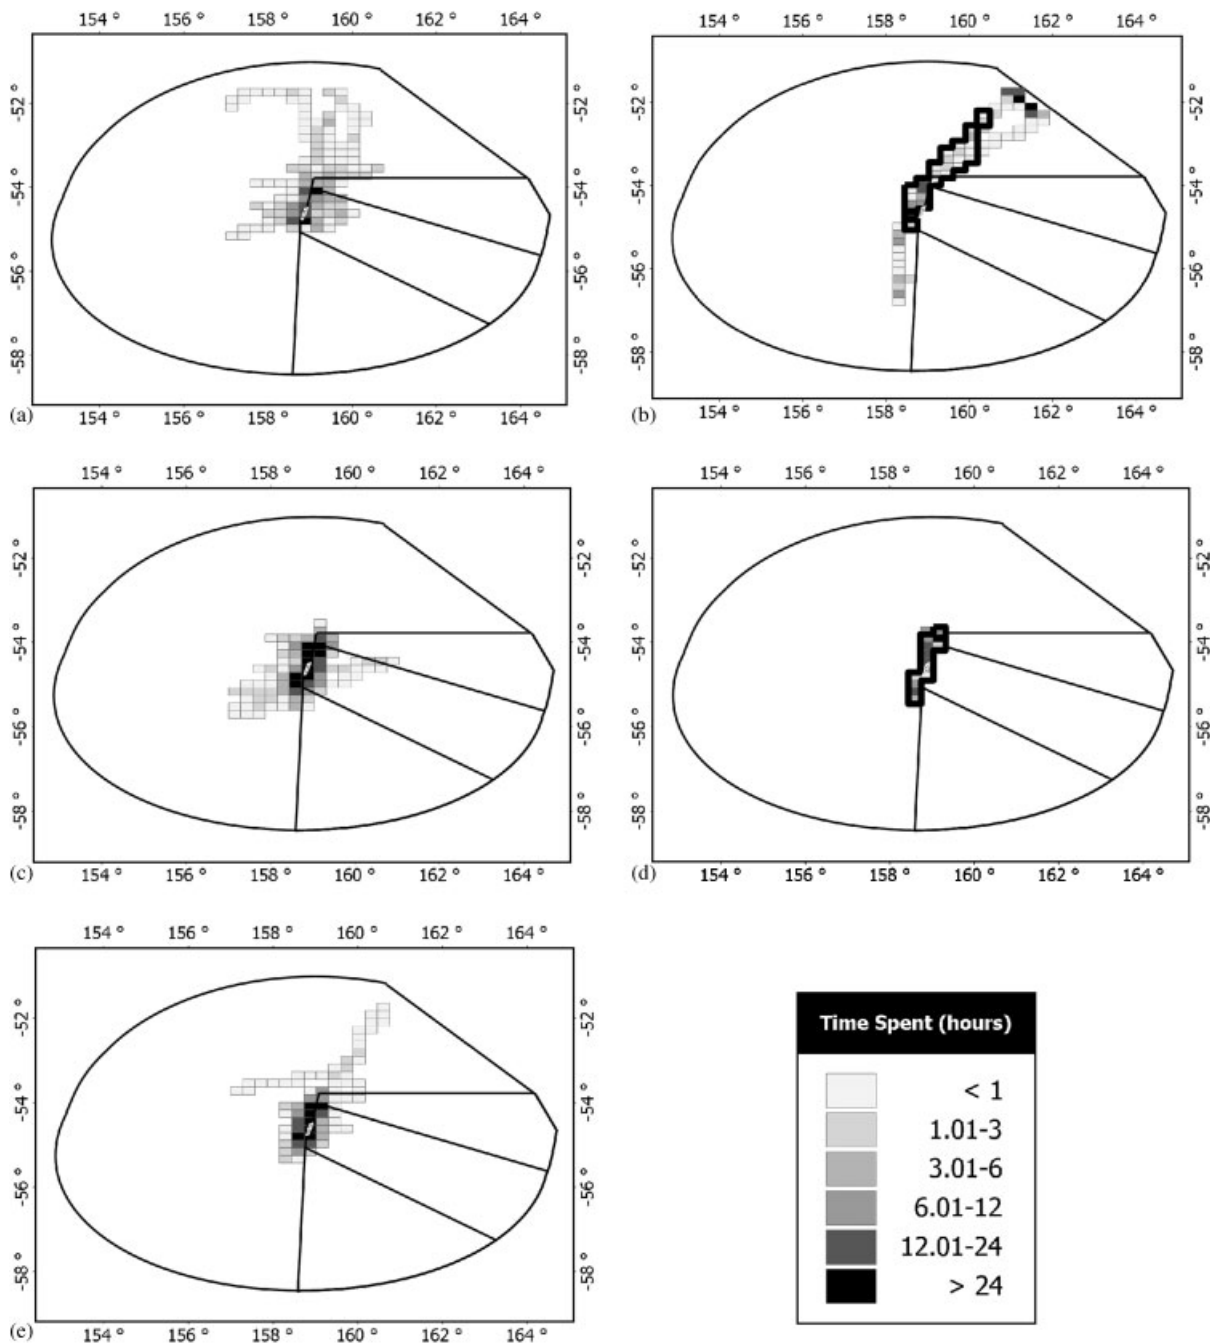 154 ° 156 ° 158 ° 160 ° 162 ° 164 °
154 ° 156 ° 158 ° 160 ° 162 ° 164 °
-52 ° -54 ° -56 ° -58 °
-52 ° -54 ° -56 ° -58 °
-52 ° -54 ° -56 ° -58 °
-52 ° -54 ° -56 ° -58 °
(a) 154 ° 156 ° 158 ° 160 ° 162 ° 164 °
(b) 154 ° 156 ° 158 ° 160 ° 162 ° 164 °
154 ° 156 ° 158 ° 160 ° 162 ° 164 °
154 ° 156 ° 158 ° 160 ° 162 ° 164 °
-52 ° -54 ° -56 ° -58 °
-52 ° -54 ° -56 ° -58 °
-52 ° -54 ° -56 ° -58 °
-52 ° -54 ° -56 ° -58 °
(c) 154 ° 156 ° 158 ° 160 ° 162 ° 164 °
(d) 154 ° 156 ° 158 ° 160 ° 162 ° 164 °
154 ° 156 ° 158 ° 160 ° 162 ° 164 °
-52 ° -54 ° -56 ° -58 °
-52 ° -54 ° -56 ° -58 °
(e) 154 ° 156 ° 158 ° 160 ° 162 ° 164 °
Time Spent (hours)
< 1
1.01-3
3.01-6
6.01-12
12.01-24
> 24